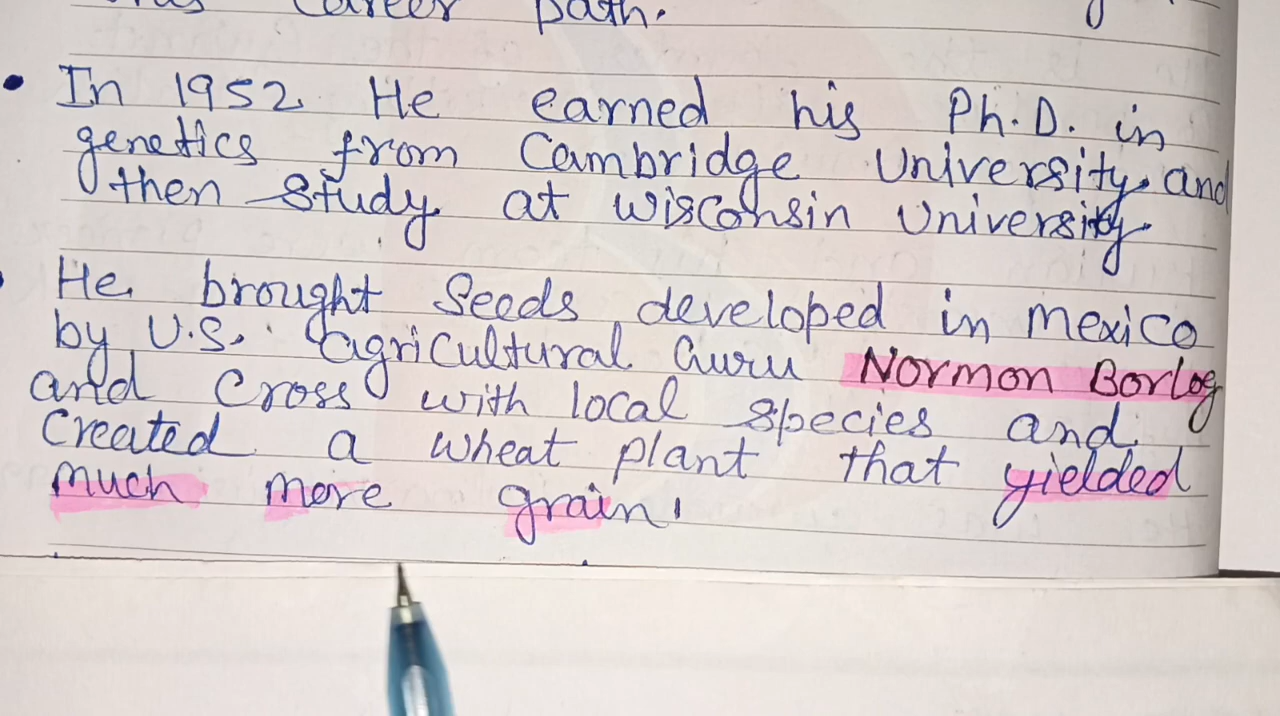 career path.
• In 1952 He earned his Ph.D. in
genetics from Cambridge University and
then study at Wisconsin University
He brought Seeds developed in mexico
by U.S. agricultural Guru Normon Borlog
and Cross with local species and
Created a wheat plant that yielded
much more grain.